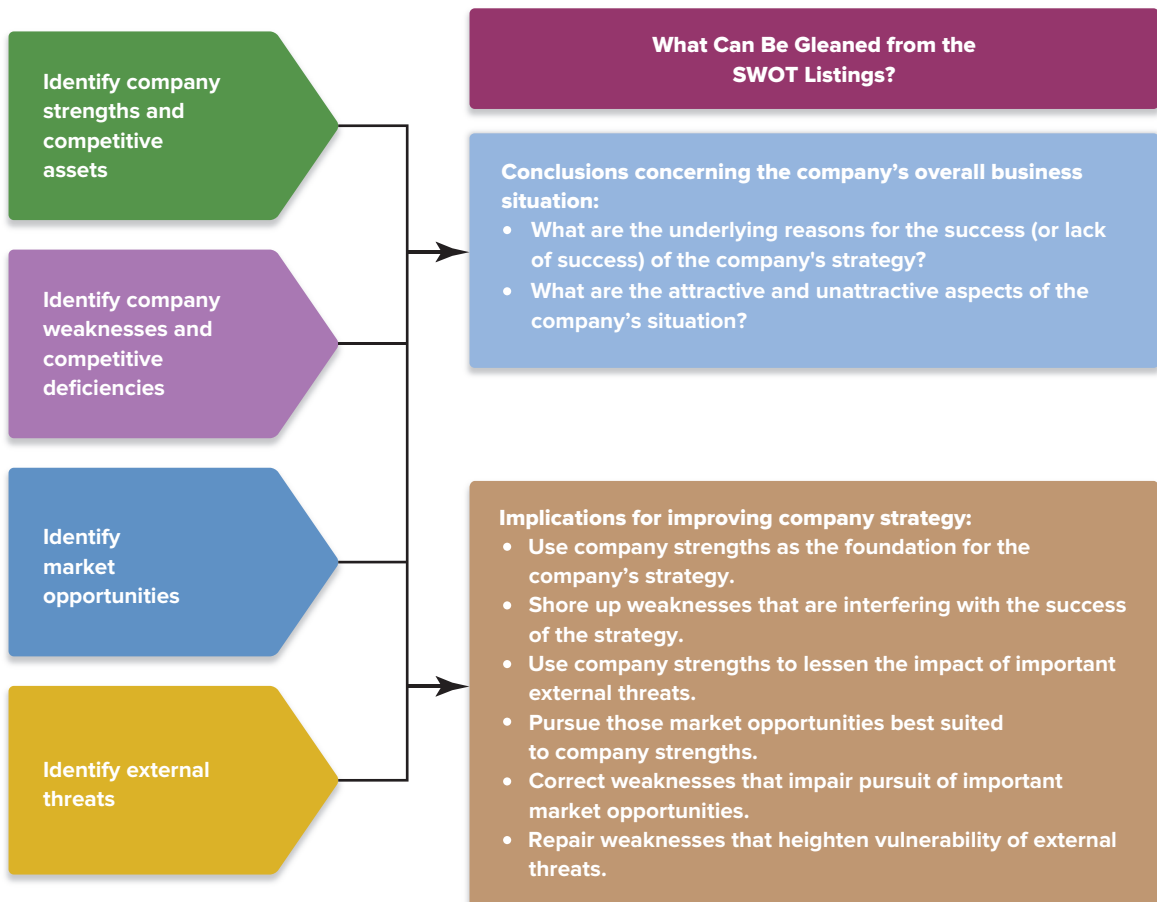 Identify company
strengths and
competitive
assets
Identify company
weaknesses and
competitive
deficiencies
Identify
market
opportunities
Identify external
threats
What Can Be Gleaned from the
SWOT Listings?
Conclusions concerning the company’s overall business
situation:
• What are the underlying reasons for the success (or lack
of success) of the company's strategy?
• What are the attractive and unattractive aspects of the
company’s situation?
Implications for improving company strategy:
• Use company strengths as the foundation for the
company’s strategy.
• Shore up weaknesses that are interfering with the success
of the strategy.
• Use company strengths to lessen the impact of important
external threats.
• Pursue those market opportunities best suited
to company strengths.
• Correct weaknesses that impair pursuit of important
market opportunities.
• Repair weaknesses that heighten vulnerability of external
threats.